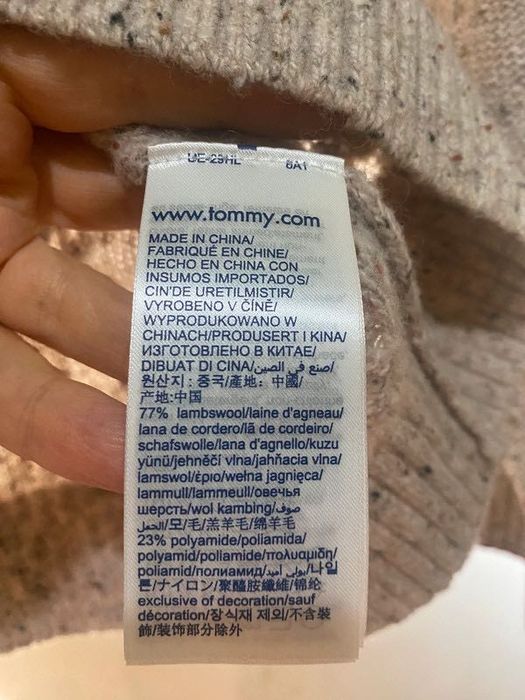 UE-29HL 8A1
www.tommy.com
MADE IN CHINA/
FABRIQUÉ EN CHINE/
HECHO EN CHINA CON
INSUMOS IMPORTADOS/
CIN'DE URETILMISTIR/
VYROBENO V ČÍNĚ/
WYPRODUKOWANO W
CHINACH/PRODUSERT I KINA/
ИЗГОТОВЛЕНО В КИТАЕ/
DIBUAT DI CINA/صنع في الصين/
원산지 : 중국/產地：中國/
产地:中国
77% lambswool/laine d'agneau/
lana de cordero/lã de cordeiro/
schafswolle/lana d'agnello/kuzu
yünü/jehněčí vlna/jahňacia vlna/
lamswol/έριο/wełna jagnięca/
lammull/lammeull/овечья
шерсть/wol kambing/صوف
الحمل/모/毛/羔羊毛/绵羊毛
23% polyamide/poliamida/
polyamid/poliamide/πολυαμιδη/
poliamid/полиамид/بولي أميد/나일
론/ナイロン/聚醯胺纖維/锦纶
exclusive of decoration/sauf
décoration/장식재 제외/不含裝
飾/装饰部分除外